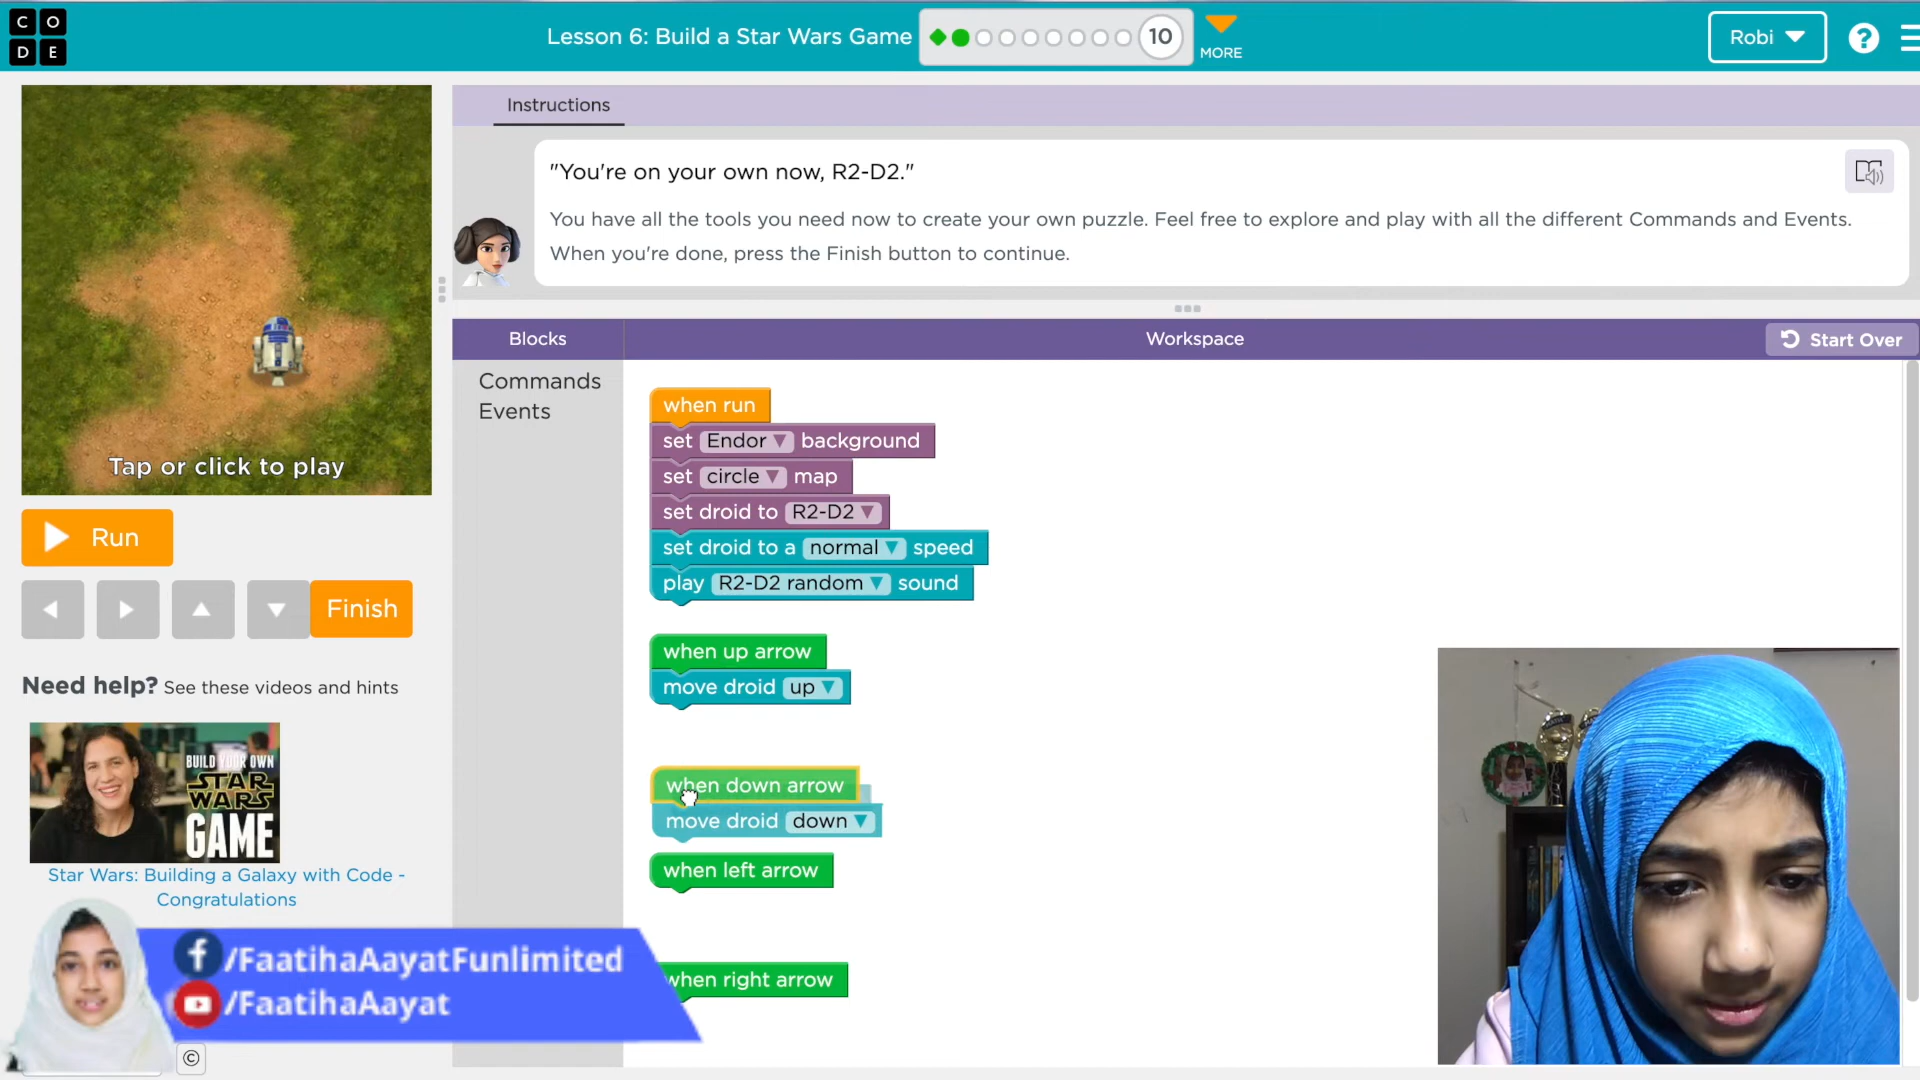 C O
D E
Lesson 6: Build a Star Wars Game
10
MORE
Robi
?
Instructions
"You're on your own now, R2-D2."
You have all the tools you need now to create your own puzzle. Feel free to explore and play with all the different Commands and Events.
When you're done, press the Finish button to continue.
Tap or click to play
Run
Finish
Need help? See these videos and hints
BUILD YOUR OWN
STAR
WARS
GAME
Star Wars: Building a Galaxy with Code -
Congratulations
Blocks
Workspace
Start Over
Commands
Events
when run
set Endor background
set circle map
set droid to R2-D2
set droid to a normal speed
play R2-D2 random sound
when up arrow
move droid up
when down arrow
move droid down
when left arrow
when right arrow
f /FaatihaAayatFunlimited
/FaatihaAayat
©